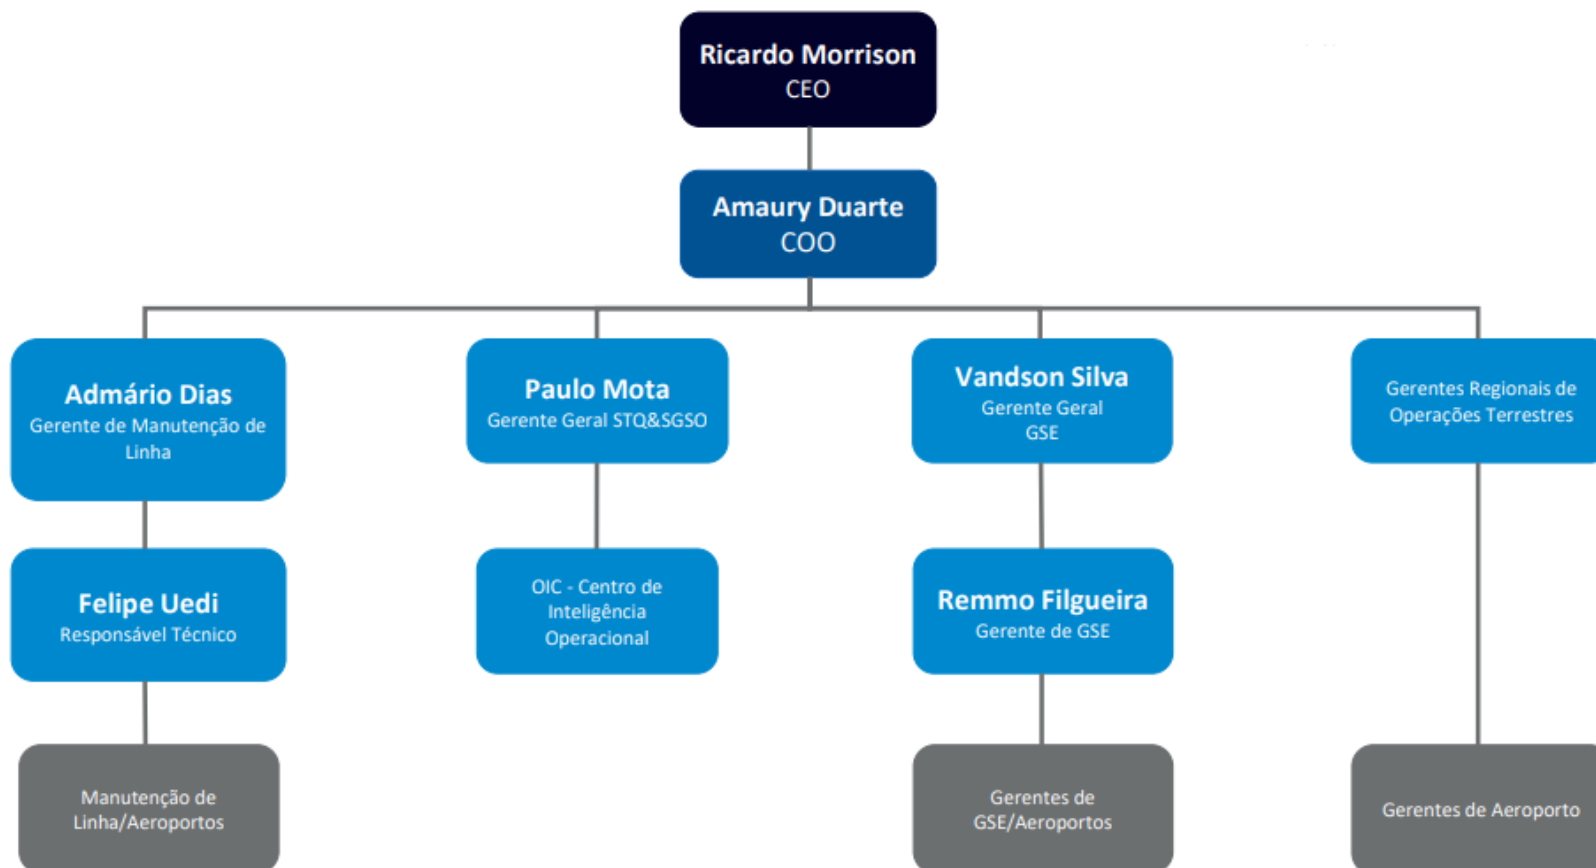 Ricardo Morrison
CEO
Amaury Duarte
COO
Admário Dias
Gerente de Manutenção de
Linha
Paulo Mota
Gerente Geral STQ&SGSO
Vandson Silva
Gerente Geral
GSE
Gerentes Regionais de
Operações Terrestres
Felipe Uedi
Responsável Técnico
OIC - Centro de
Inteligência
Operacional
Remmo Filgueira
Gerente de GSE
Manutenção de
Linha/Aeroportos
Gerentes de
GSE/Aeroportos
Gerentes de Aeroporto